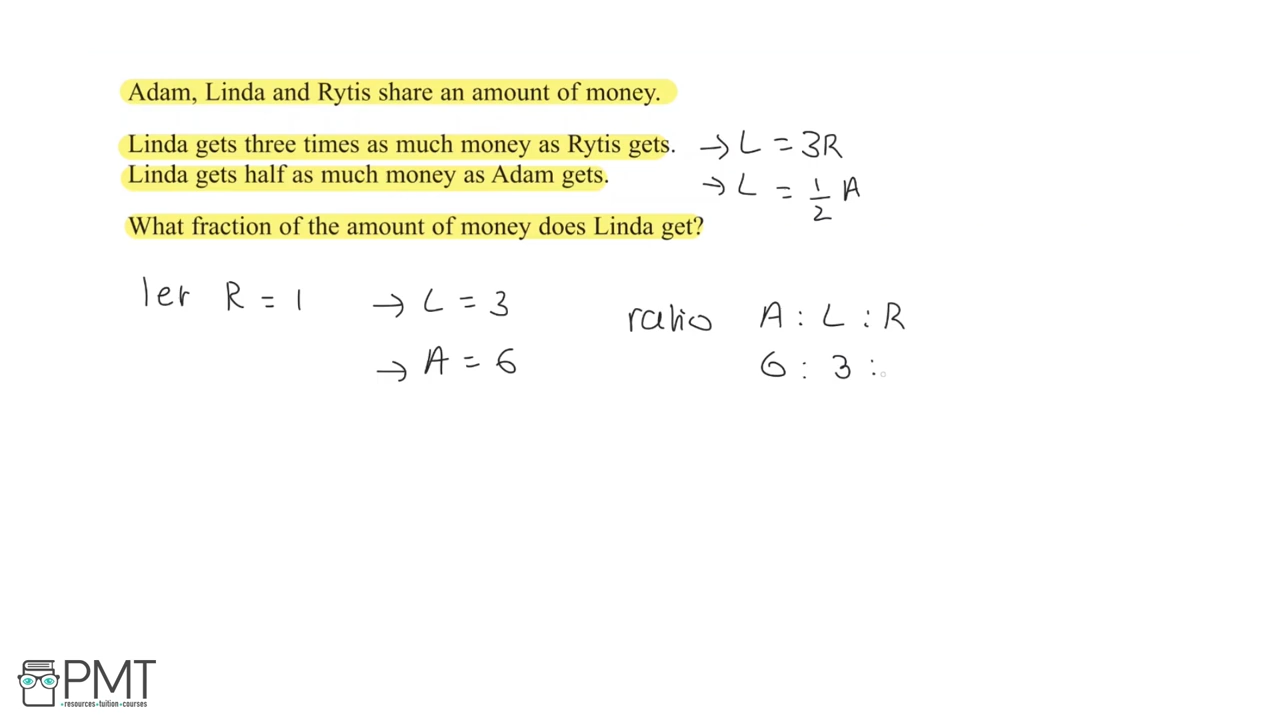 Adam, Linda and Rytis share an amount of money.
Linda gets three times as much money as Rytis gets. → L = 3R
Linda gets half as much money as Adam gets. → L = 1/2 A
What fraction of the amount of money does Linda get?
let R = 1 → L = 3
ratio A : L : R
→ A = 6
6 : 3 :
PMT
•resources•tuition•courses